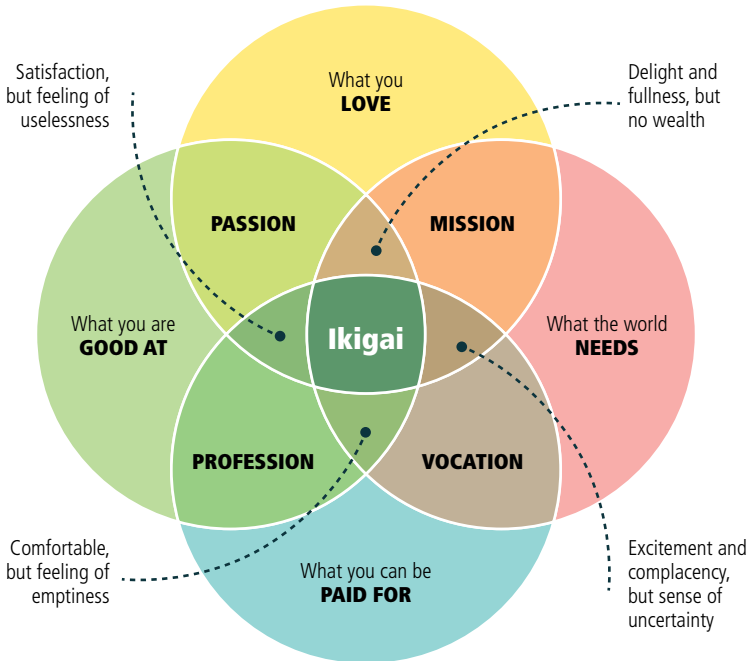 Satisfaction,
but feeling of
uselessness
What you
LOVE
Delight and
fullness, but
no wealth
PASSION
MISSION
What you are
GOOD AT
Ikigai
What the world
NEEDS
PROFESSION
VOCATION
Comfortable,
but feeling of
emptiness
What you can be
PAID FOR
Excitement and
complacency,
but sense of
uncertainty